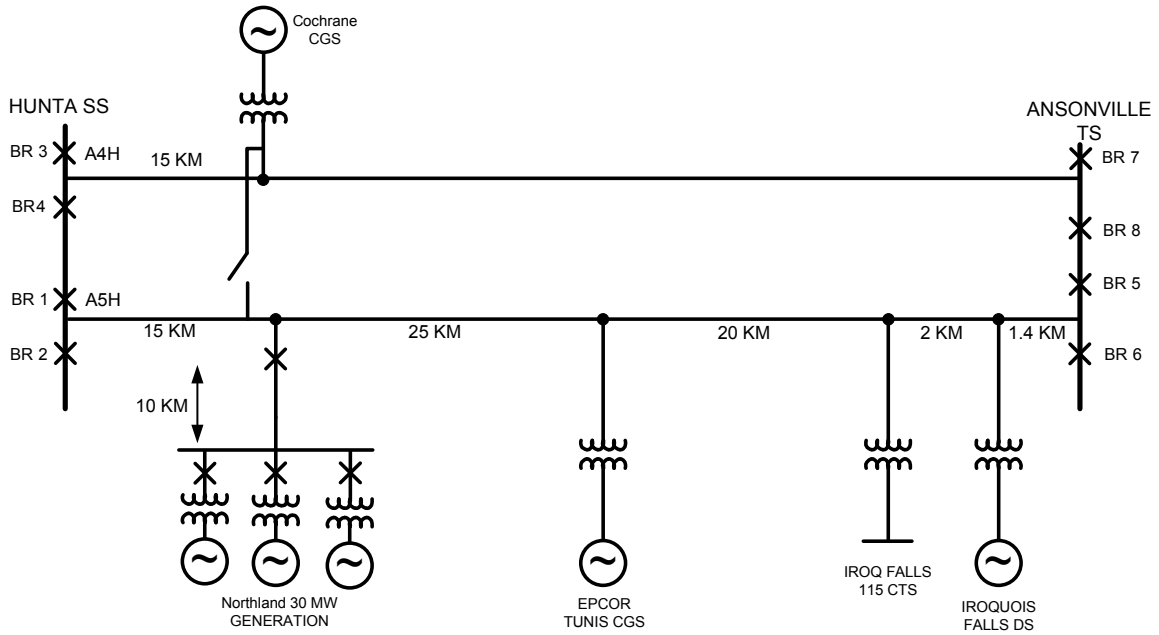 Cochrane
CGS
HUNTA SS
ANSONVILLE
TS
BR 3
A4H
15 KM
BR 7
BR4
BR 8
BR 1
A5H
BR 5
15 KM
25 KM
20 KM
2 KM
1.4 KM
BR 2
BR 6
10 KM
~
Northland 30 MW
GENERATION
EPCOR
TUNIS CGS
IROQ FALLS
115 CTS
IROQUOIS
FALLS DS